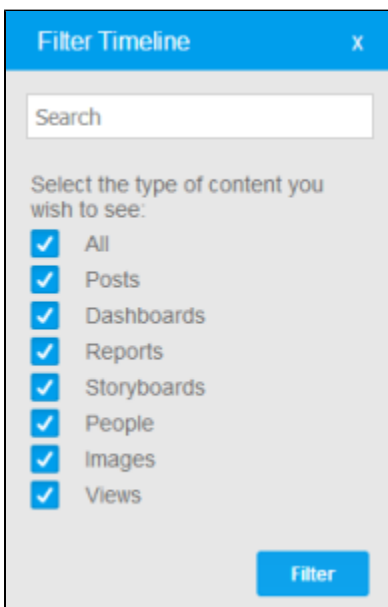 Filter Timeline x
Search
Select the type of content you
wish to see:
All
Posts
Dashboards
Reports
Storyboards
People
Images
Views
Filter